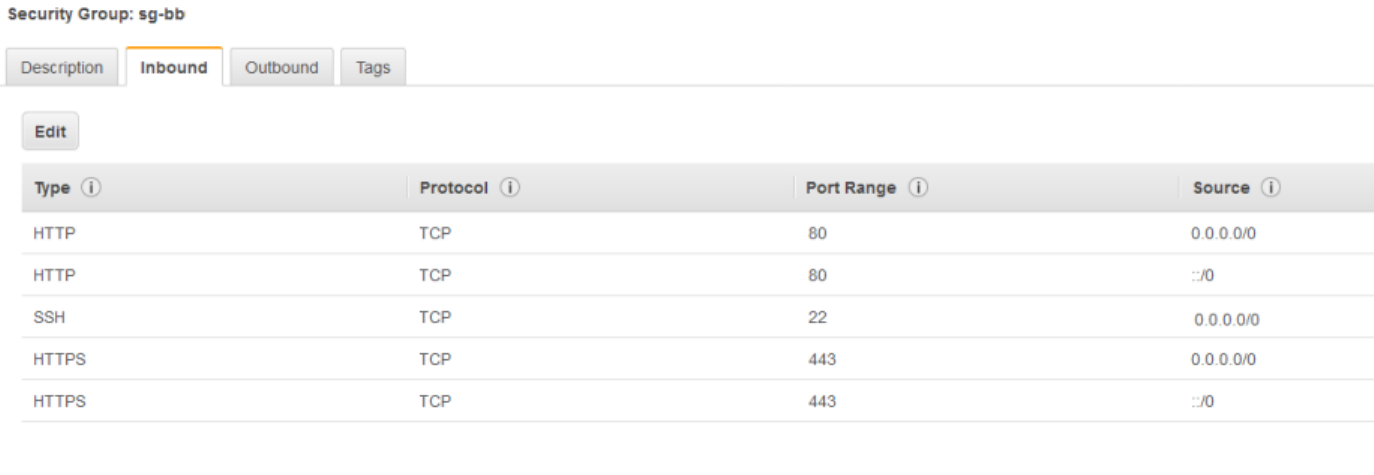 Security Group: sg-bb
Description Inbound Outbound Tags
Edit
Type i Protocol i Port Range i Source i
HTTP TCP 80 0.0.0.0/0
HTTP TCP 80 ::/0
SSH TCP 22 0.0.0.0/0
HTTPS TCP 443 0.0.0.0/0
HTTPS TCP 443 ::/0